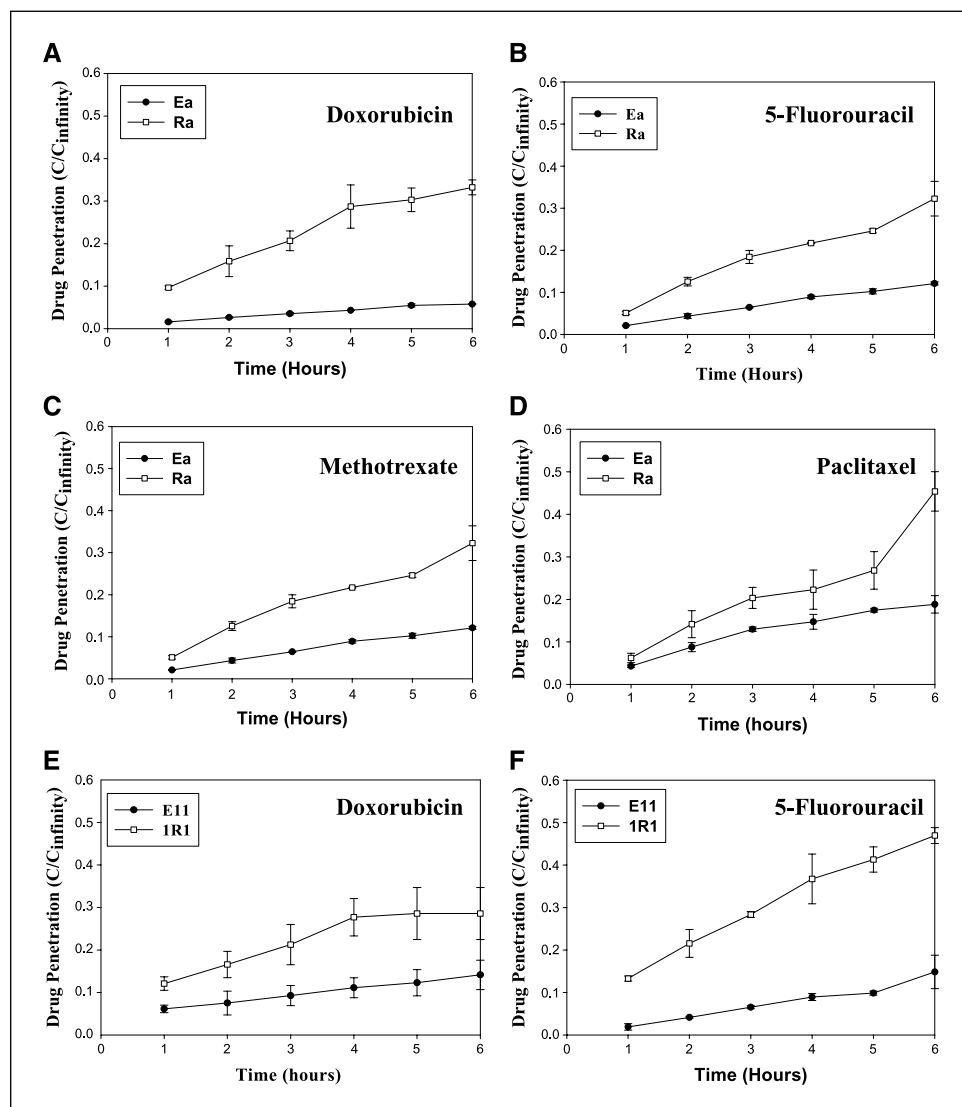 A
Drug Penetration (C/Cinfinity)
0.6
0.5
0.4
0.3
0.2
0.1
0.0
Ea
Ra
Doxorubicin
0 1 2 3 4 5 6
Time (Hours)
B
Drug Penetration (C/Cinfinity)
0.6
0.5
0.4
0.3
0.2
0.1
0.0
Ea
Ra
5-Fluorouracil
0 1 2 3 4 5 6
Time (Hours)
C
Drug Penetration (C/Cinfinity)
0.6
0.5
0.4
0.3
0.2
0.1
0.0
Ea
Ra
Methotrexate
0 1 2 3 4 5 6
Time (Hours)
D
Drug Penetration (C/Cinfinity)
0.6
0.5
0.4
0.3
0.2
0.1
0.0
Ea
Ra
Paclitaxel
0 1 2 3 4 5 6
Time (hours)
E
Drug Penetration (C/Cinfinity)
0.6
0.5
0.4
0.3
0.2
0.1
0.0
E11
1R1
Doxorubicin
0 1 2 3 4 5 6
Time (hours)
F
Drug Penetration (C/Cinfinity)
0.6
0.5
0.4
0.3
0.2
0.1
0.0
E11
1R1
5-Fluorouracil
0 1 2 3 4 5 6
Time (Hours)